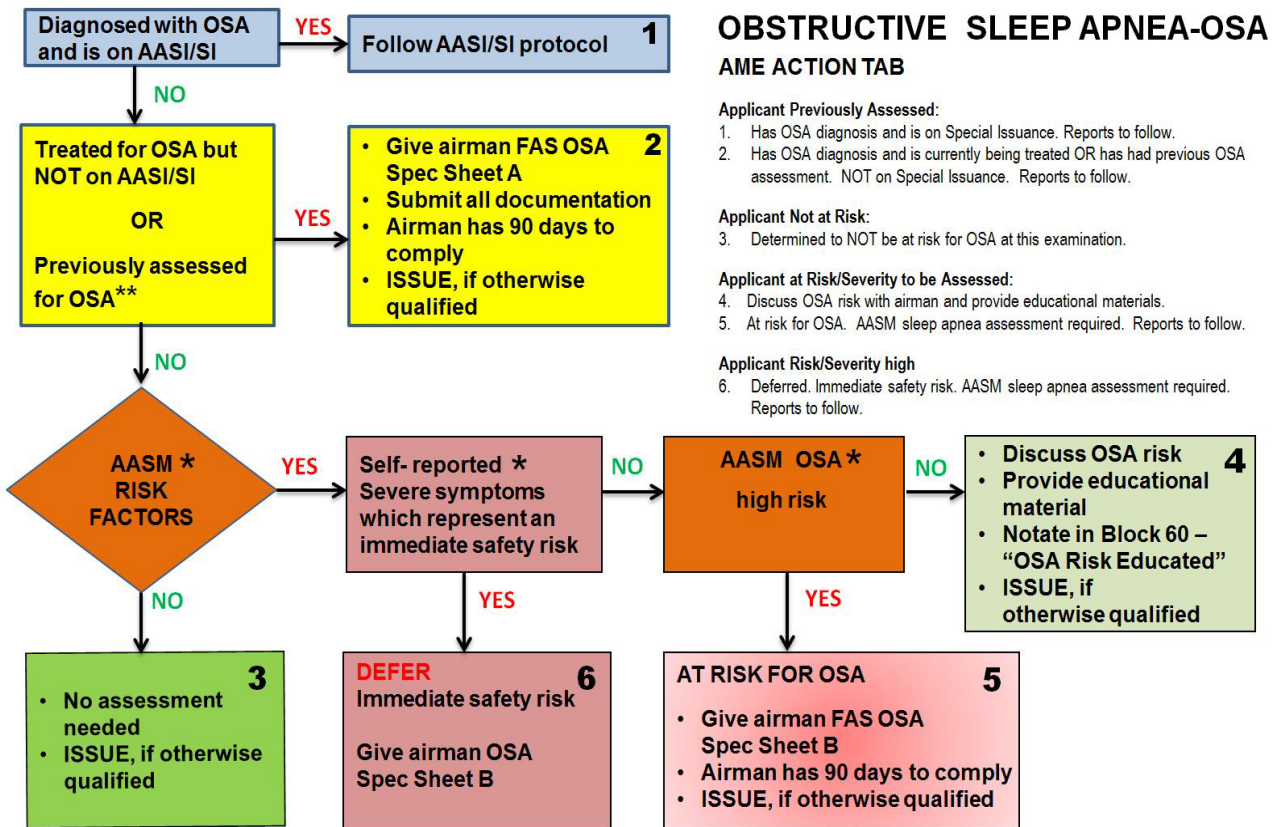 Diagnosed with OSA
and is on AASI/SI
YES
Follow AASI/SI protocol
1
OBSTRUCTIVE SLEEP APNEA-OSA
AME ACTION TAB
Applicant Previously Assessed:
1. Has OSA diagnosis and is on Special Issuance. Reports to follow.
2. Has OSA diagnosis and is currently being treated OR has had previous OSA
assessment. NOT on Special Issuance. Reports to follow.
Applicant Not at Risk:
3. Determined to NOT be at risk for OSA at this examination.
Applicant at Risk/Severity to be Assessed:
4. Discuss OSA risk with airman and provide educational materials.
5. At risk for OSA. AASM sleep apnea assessment required. Reports to follow.
Applicant Risk/Severity high
6. Deferred. Immediate safety risk. AASM sleep apnea assessment required.
Reports to follow.
NO
Treated for OSA but
NOT on AASI/SI
OR
Previously assessed
for OSA**
YES
2
• Give airman FAS OSA
Spec Sheet A
• Submit all documentation
• Airman has 90 days to
comply
• ISSUE, if otherwise
qualified
NO
AASM *
RISK
FACTORS
YES
Self- reported *
Severe symptoms
which represent an
immediate safety risk
NO
AASM OSA *
high risk
NO
4
• Discuss OSA risk
• Provide educational
material
• Notate in Block 60 –
“OSA Risk Educated”
• ISSUE, if
otherwise qualified
NO
YES
YES
3
• No assessment
needed
• ISSUE, if otherwise
qualified
DEFER
Immediate safety risk
6
Give airman OSA
Spec Sheet B
AT RISK FOR OSA
5
• Give airman FAS OSA
Spec Sheet B
• Airman has 90 days to comply
• ISSUE, if otherwise qualified